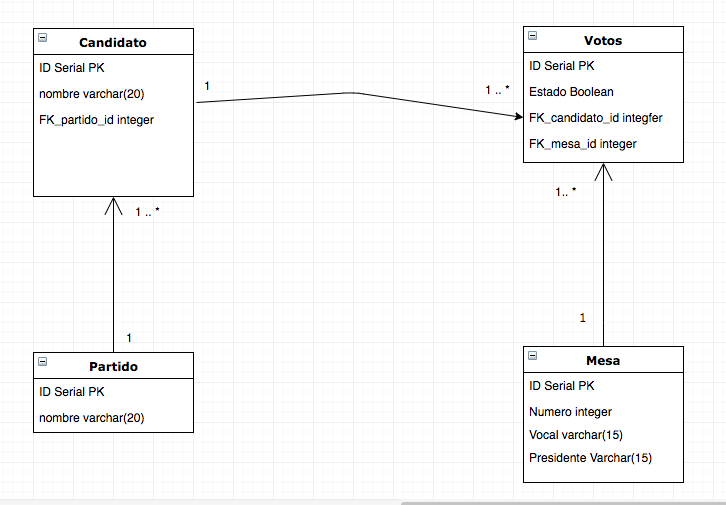 Candidato
ID Serial PK
nombre varchar(20)
FK_partido_id integer
1
1 .. *
Votos
ID Serial PK
Estado Boolean
FK_candidato_id integfer
FK_mesa_id integer
1 .. *
1.. *
1
1
Partido
ID Serial PK
nombre varchar(20)
Mesa
ID Serial PK
Numero integer
Vocal varchar(15)
Presidente Varchar(15)